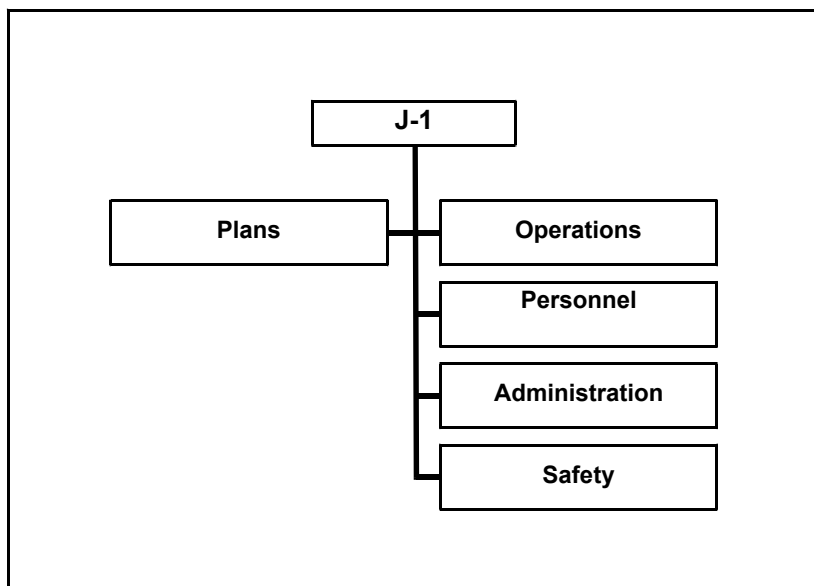 J-1
Plans
Operations
Personnel
Administration
Safety